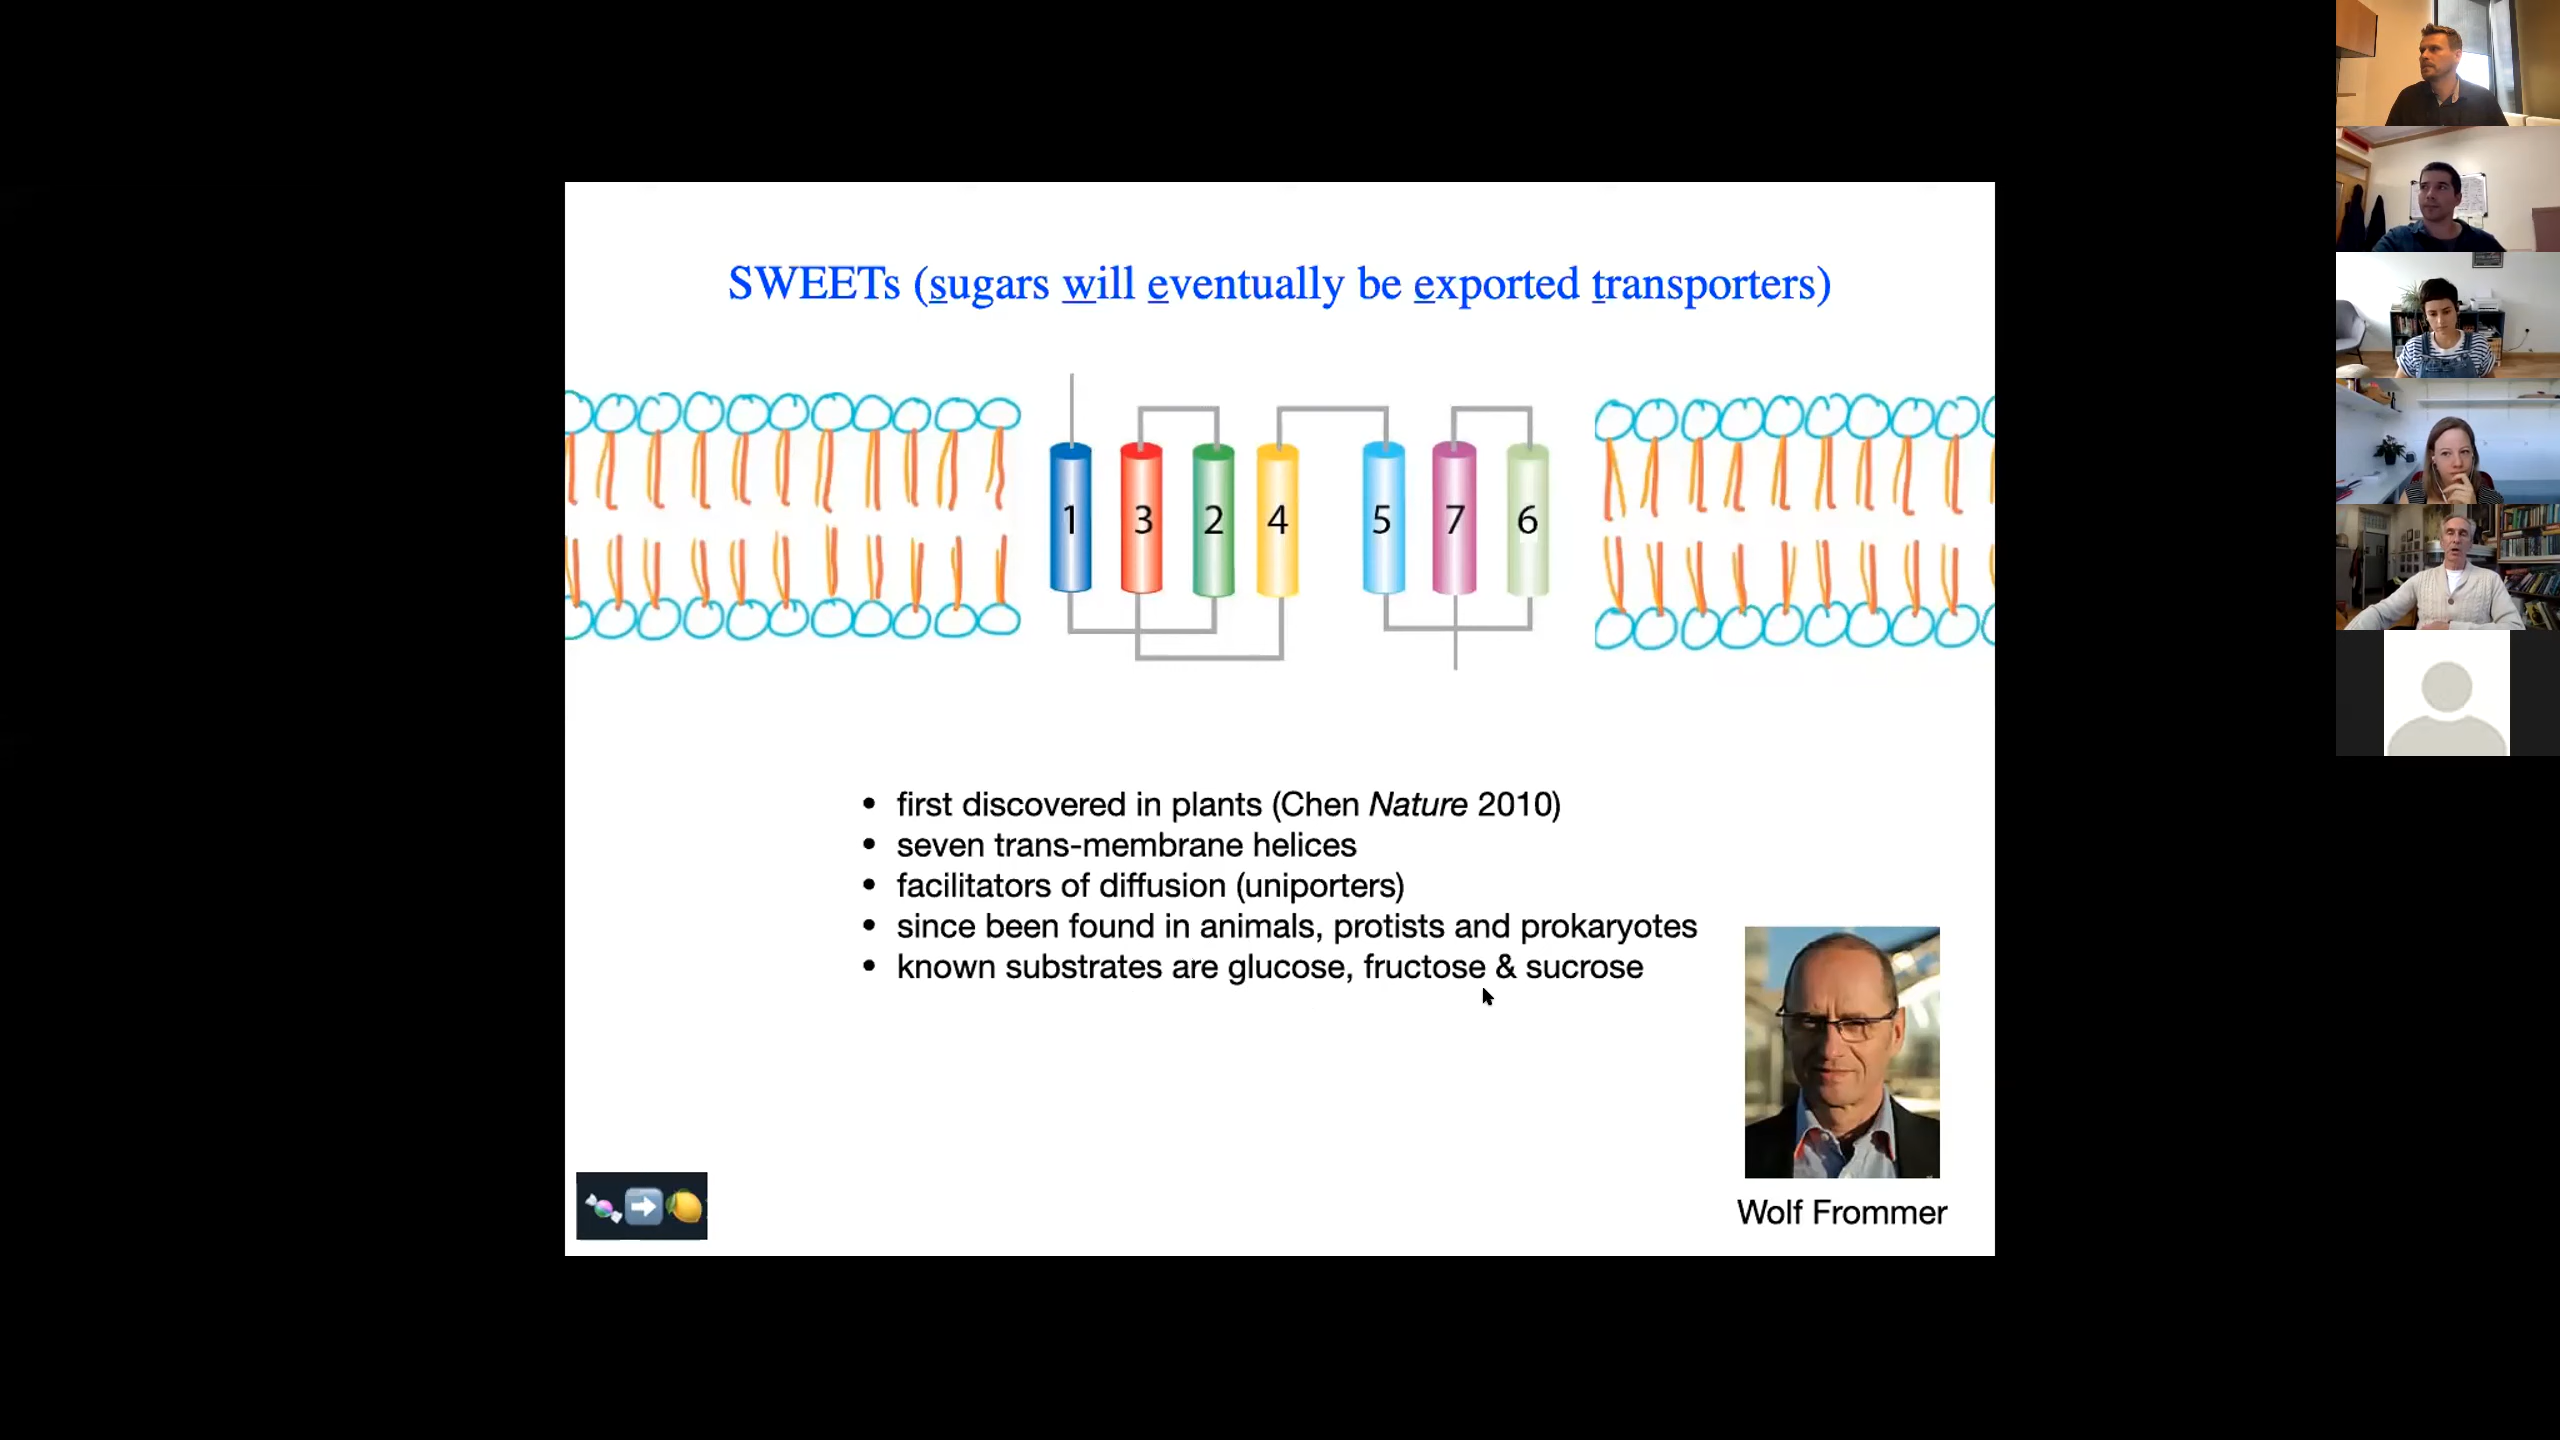 SWEETs (sugars will eventually be exported transporters)
1 3 2 4 5 7 6
• first discovered in plants (Chen Nature 2010)
• seven trans-membrane helices
• facilitators of diffusion (uniporters)
• since been found in animals, protists and prokaryotes
• known substrates are glucose, fructose & sucrose
Wolf Frommer